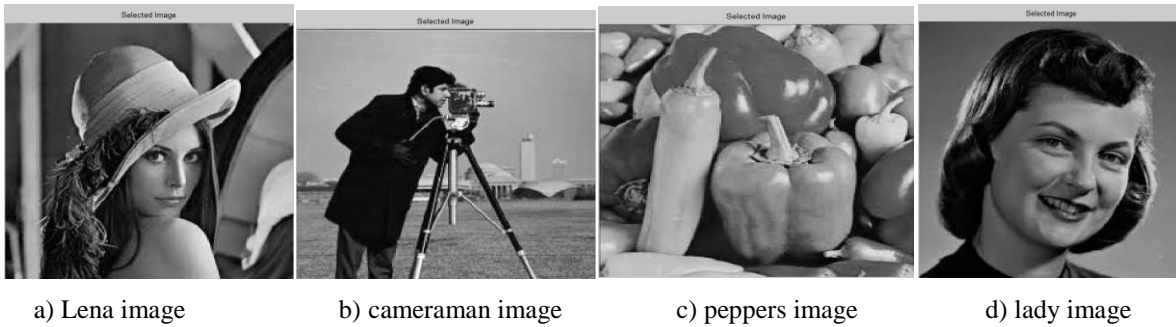 Selected Image
Selected Image
Selected Image
Selected Image
a) Lena image
b) cameraman image
c) peppers image
d) lady image